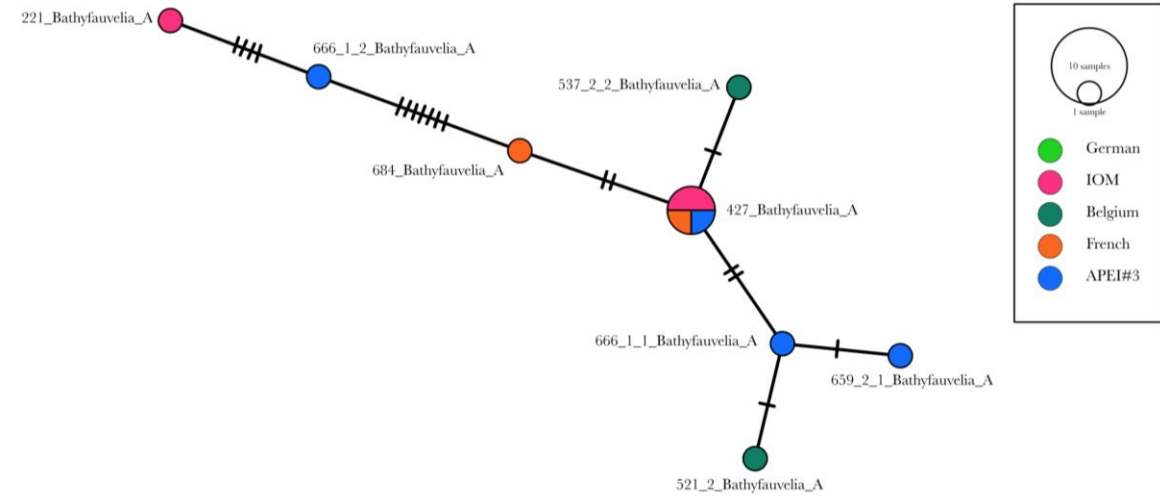 221_Bathyfauvelia_A
666_1_2_Bathyfauvelia_A
537_2_2_Bathyfauvelia_A
684_Bathyfauvelia_A
427_Bathyfauvelia_A
666_1_1_Bathyfauvelia_A
659_2_1_Bathyfauvelia_A
521_2_Bathyfauvelia_A
10 samples
1 sample
German
IOM
Belgium
French
APEI#3